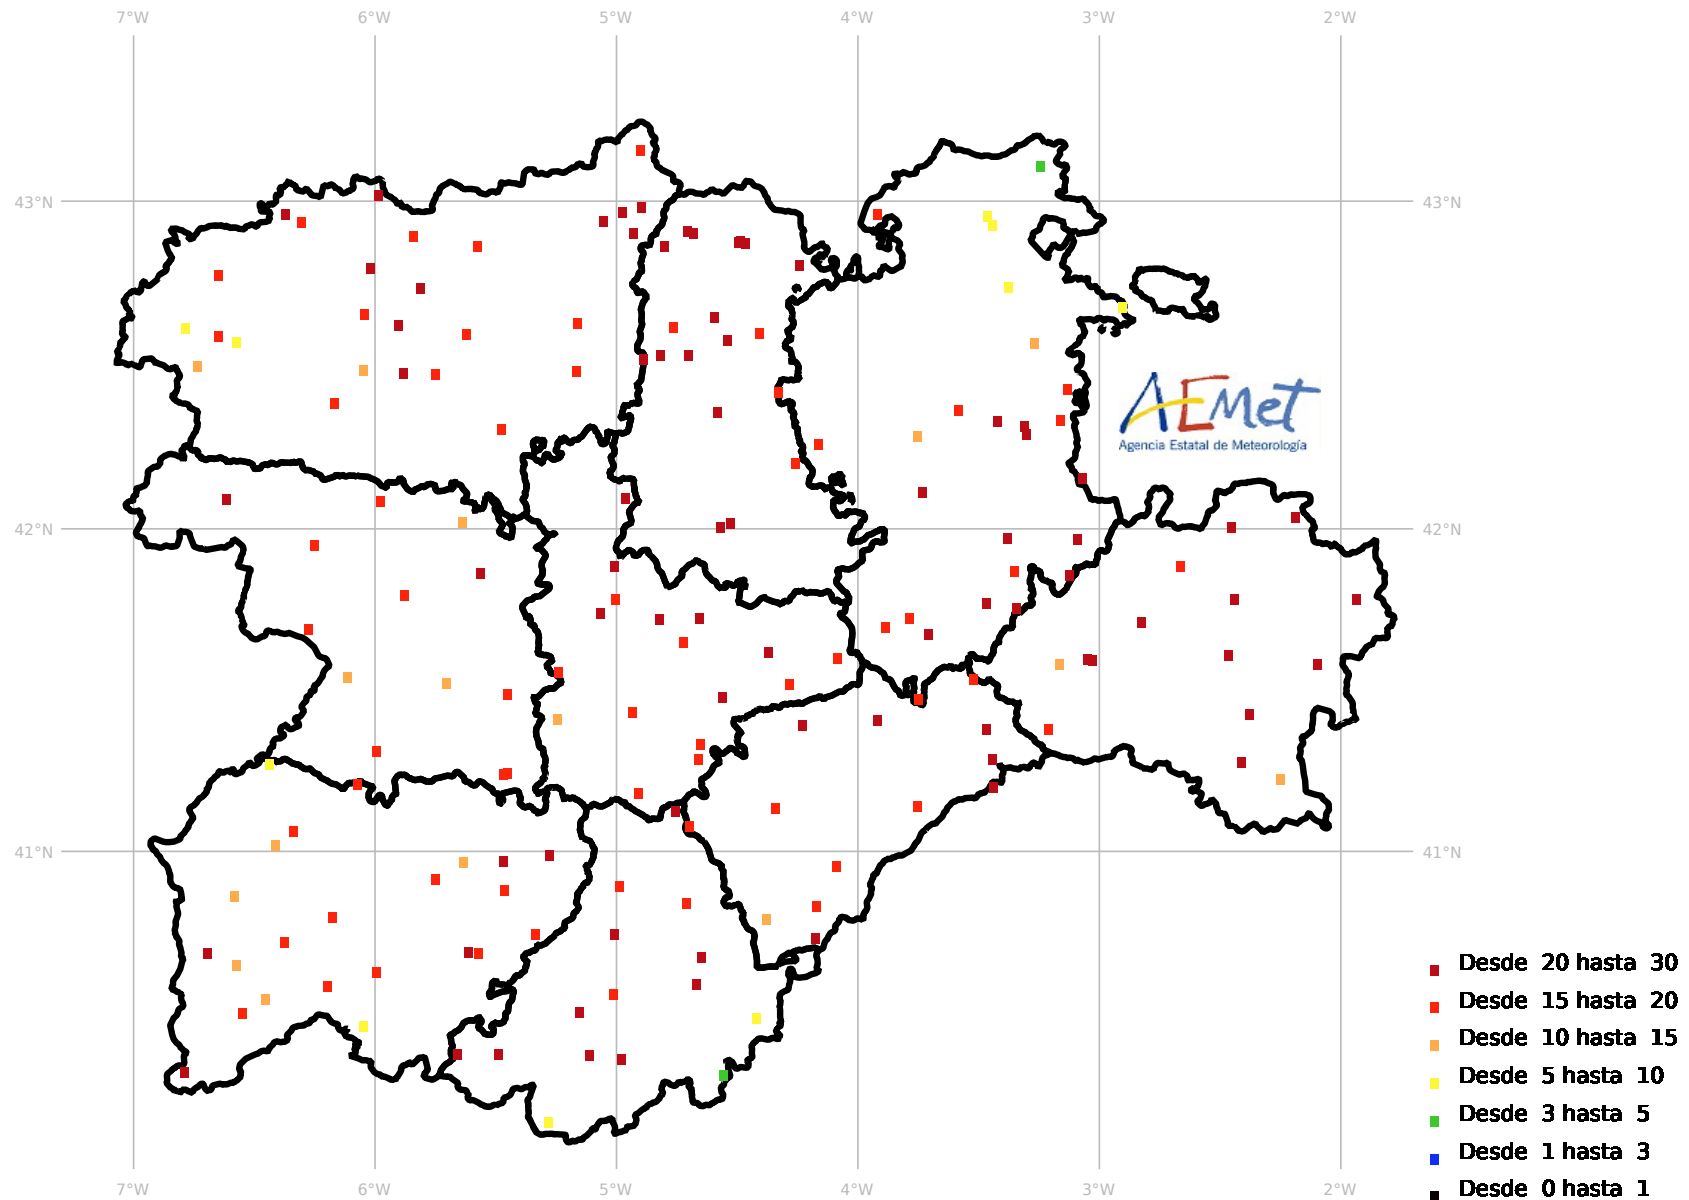 7°W 6°W 5°W 4°W 3°W 2°W
43°N 43°N
AEMet
Agencia Estatal de Meteorología
42°N 42°N
41°N 41°N
Desde 20 hasta 30
Desde 15 hasta 20
Desde 10 hasta 15
Desde 5 hasta 10
Desde 3 hasta 5
Desde 1 hasta 3
Desde 0 hasta 1
7°W 6°W 5°W 4°W 3°W 2°W